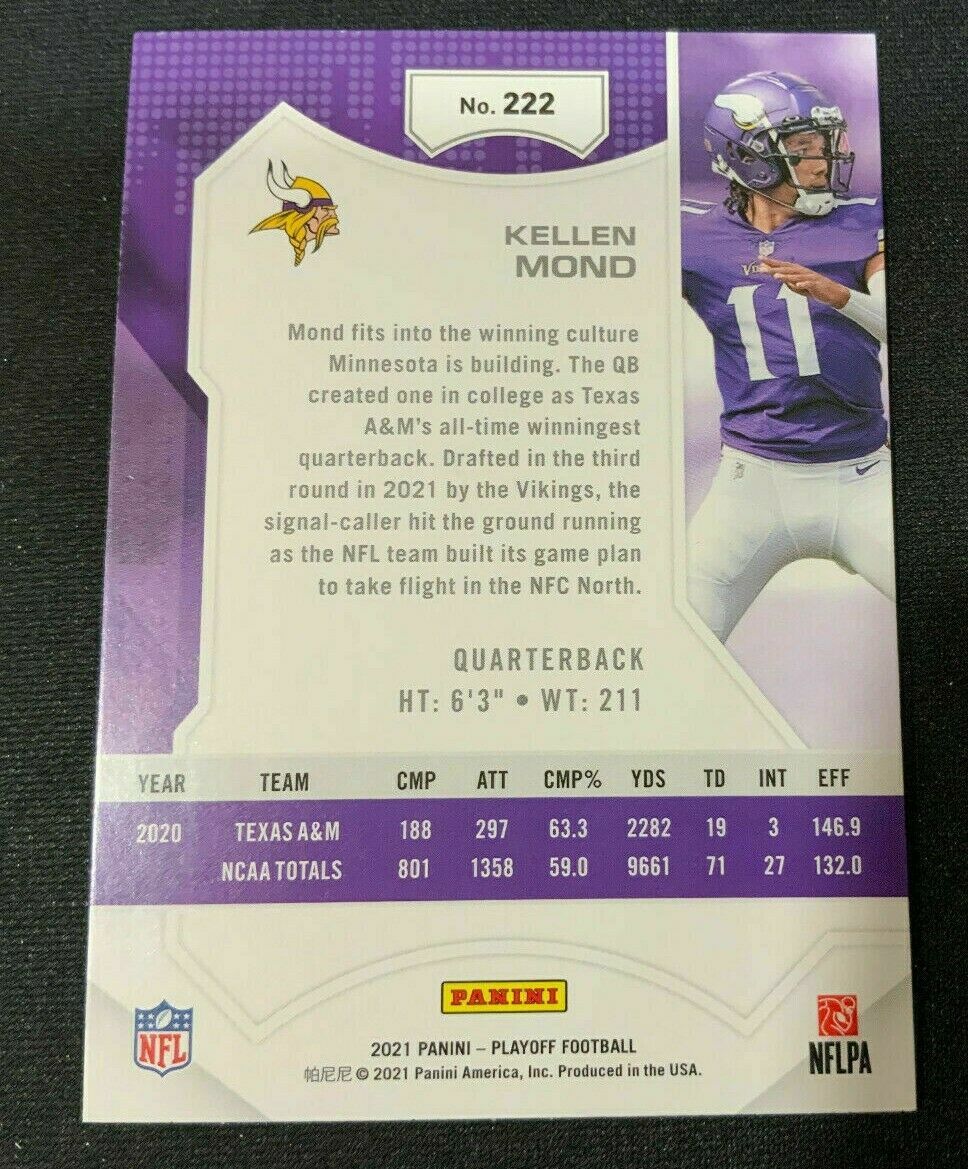 No. 222
KELLEN
MOND
Mond fits into the winning culture
Minnesota is building. The QB
created one in college as Texas
A&M's all-time winningest
quarterback. Drafted in the third
round in 2021 by the Vikings, the
signal-caller hit the ground running
as the NFL team built its game plan
to take flight in the NFC North.
11
QUARTERBACK
HT: 6'3" • WT: 211
YEAR TEAM CMP ATT CMP% YDS TD INT EFF
2020 TEXAS A&M 188 297 63.3 2282 19 3 146.9
NCAA TOTALS 801 1358 59.0 9661 71 27 132.0
PANINI
NFL
2021 PANINI – PLAYOFF FOOTBALL
帕尼尼 © 2021 Panini America, Inc. Produced in the USA.
NFLPA